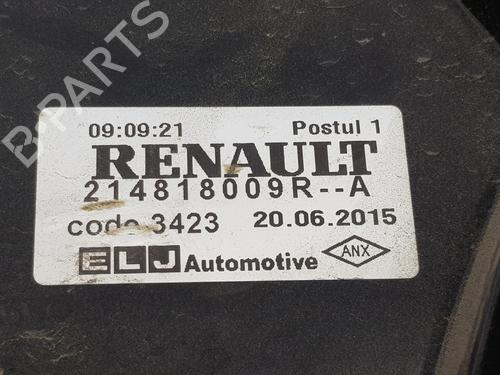 B-PARTS
09:09:21 Postul 1
RENAULT
214818009R--A
code 3423 20.06.2015
ELJ Automotive ANX